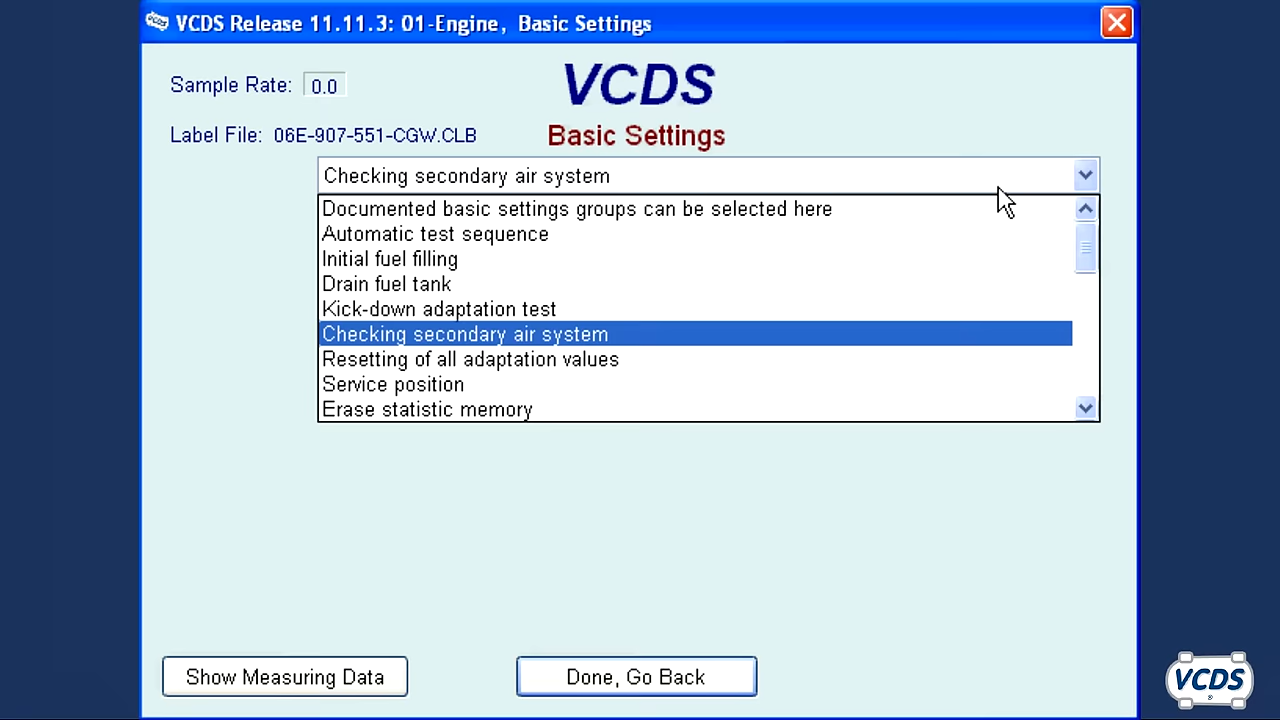 VCDS Release 11.11.3: 01-Engine, Basic Settings
Sample Rate: 0.0
VCDS
Label File: 06E-907-551-CGW.CLB
Basic Settings
Checking secondary air system
Documented basic settings groups can be selected here
Automatic test sequence
Initial fuel filling
Drain fuel tank
Kick-down adaptation test
Checking secondary air system
Resetting of all adaptation values
Service position
Erase statistic memory
Show Measuring Data
Done, Go Back
VCDS
®